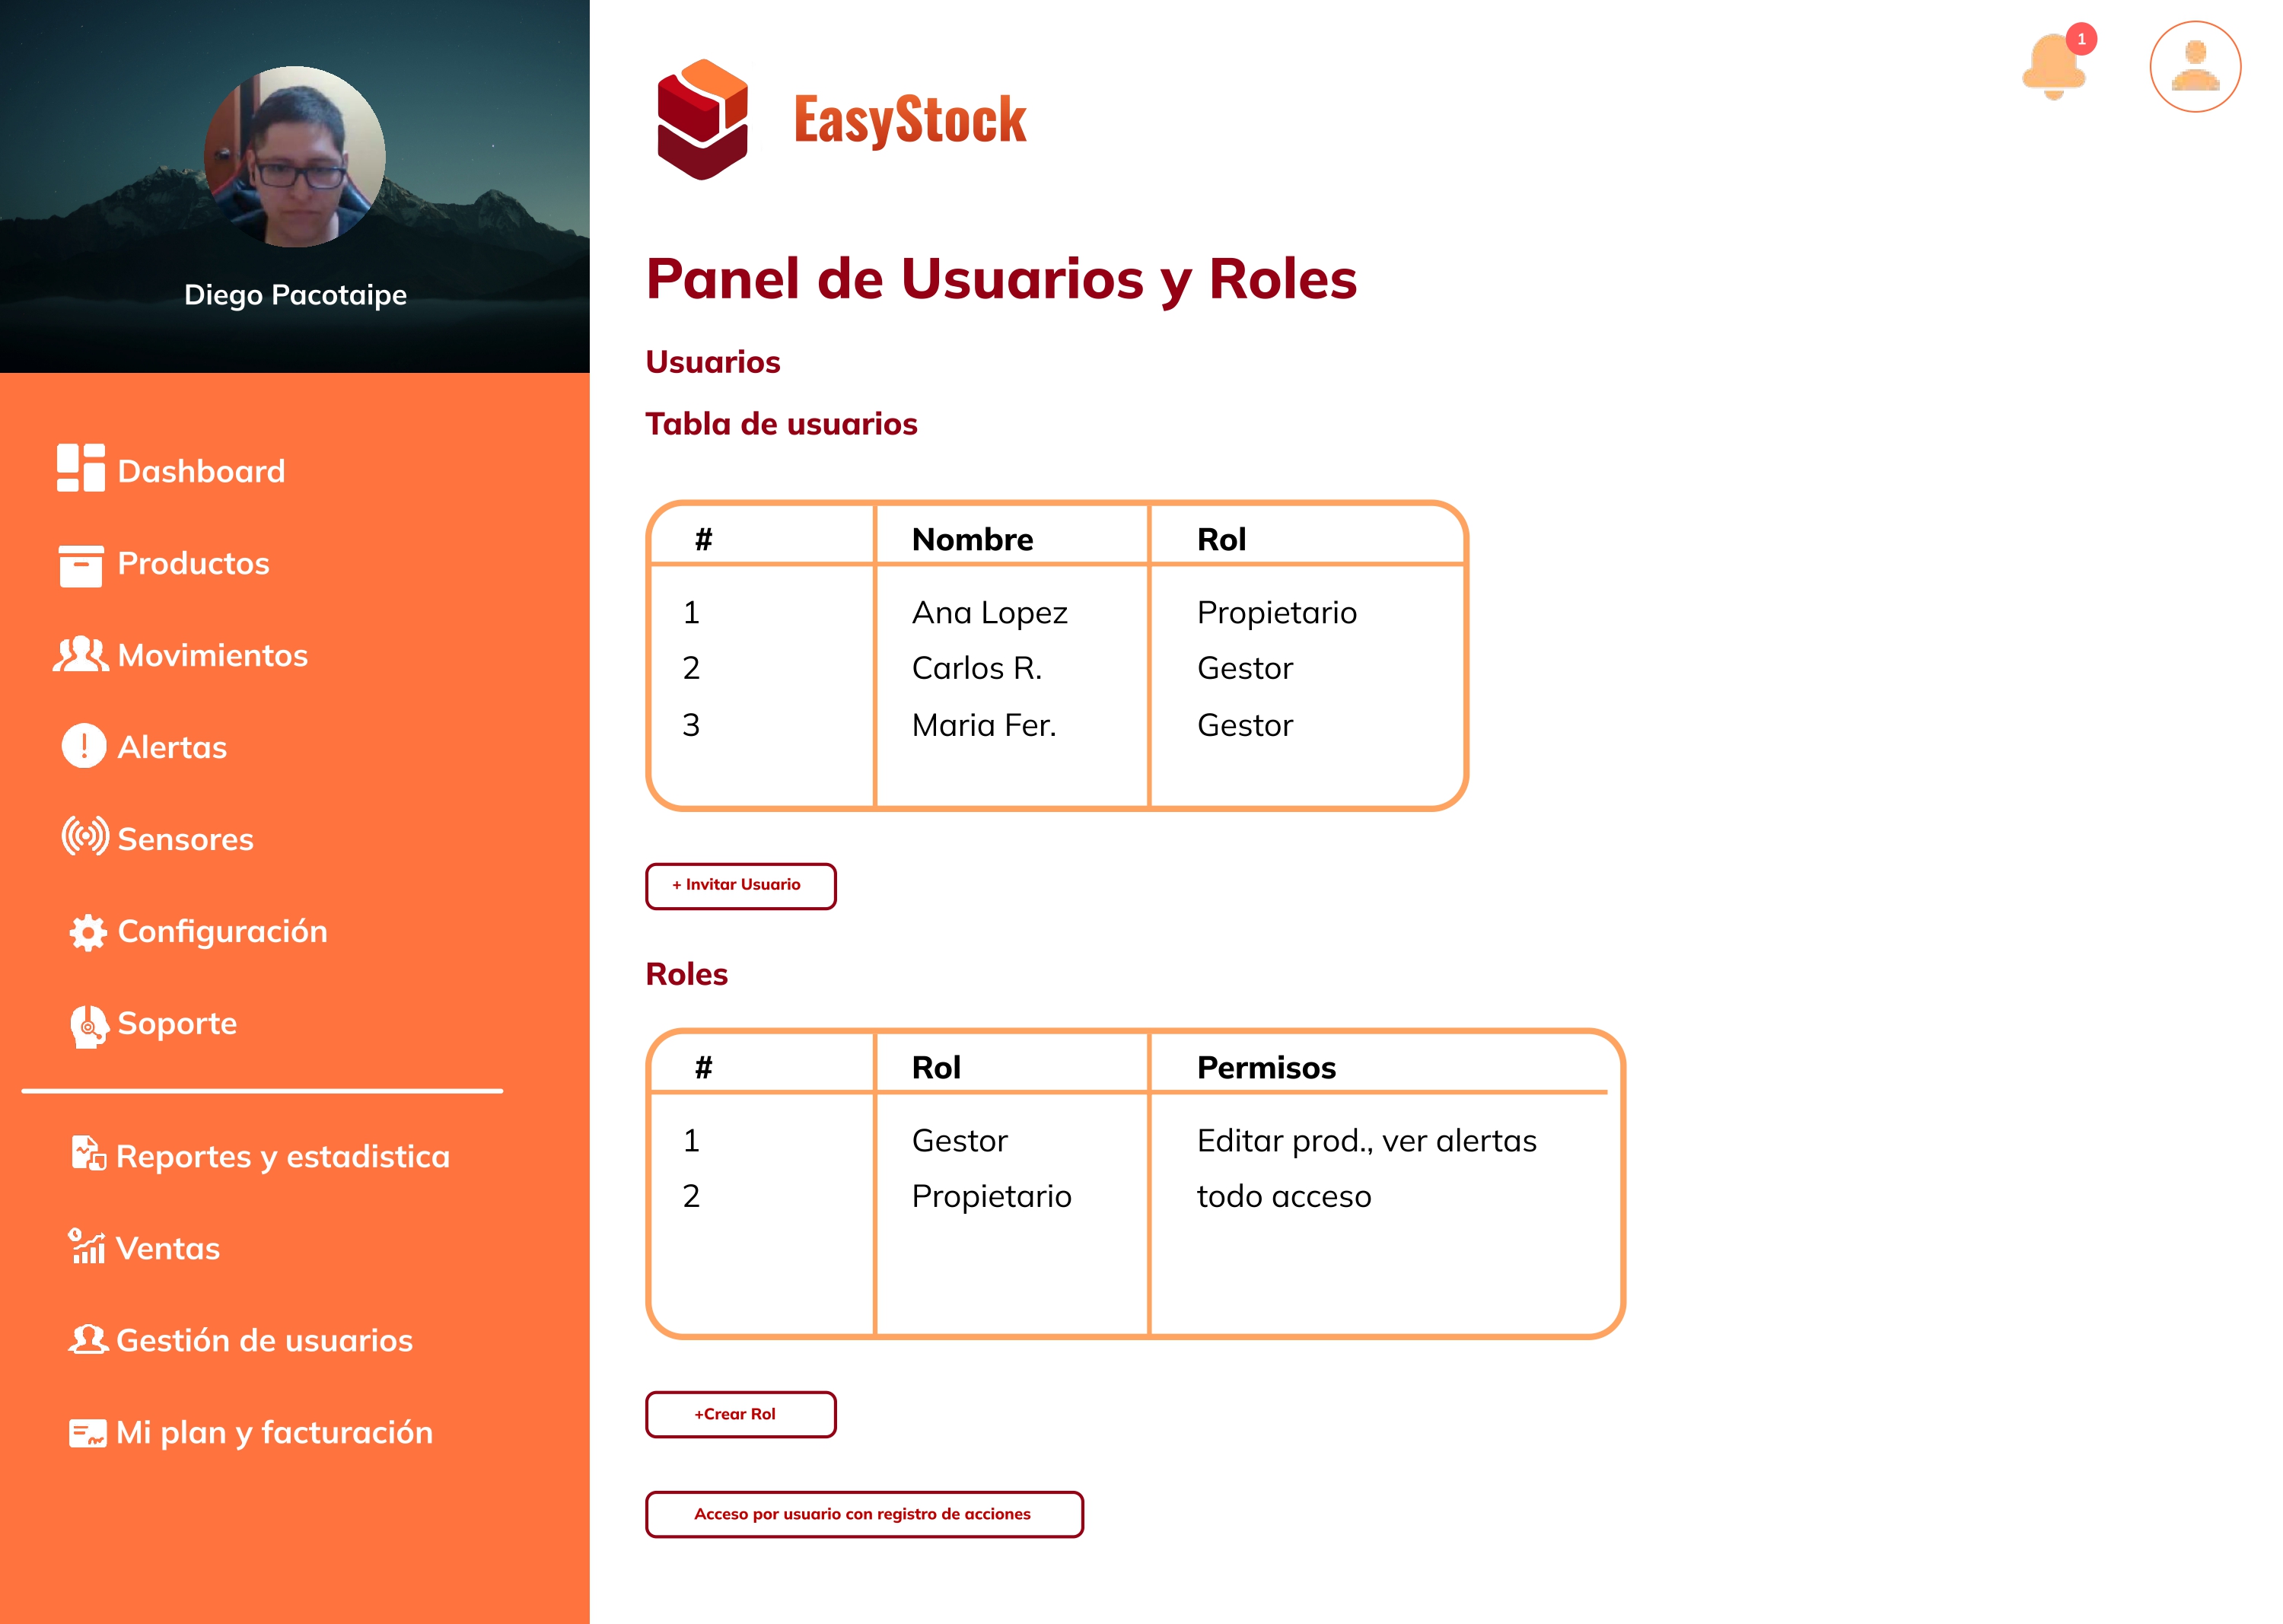 Diego Pacotaipe
Dashboard
Productos
Movimientos
Alertas
Sensores
Configuración
Soporte
Reportes y estadistica
Ventas
Gestión de usuarios
Mi plan y facturación
1
EasyStock
Panel de Usuarios y Roles
Usuarios
Tabla de usuarios
# Nombre Rol
1 Ana Lopez Propietario
2 Carlos R. Gestor
3 Maria Fer. Gestor
+ Invitar Usuario
Roles
# Rol Permisos
1 Gestor Editar prod., ver alertas
2 Propietario todo acceso
+Crear Rol
Acceso por usuario con registro de acciones